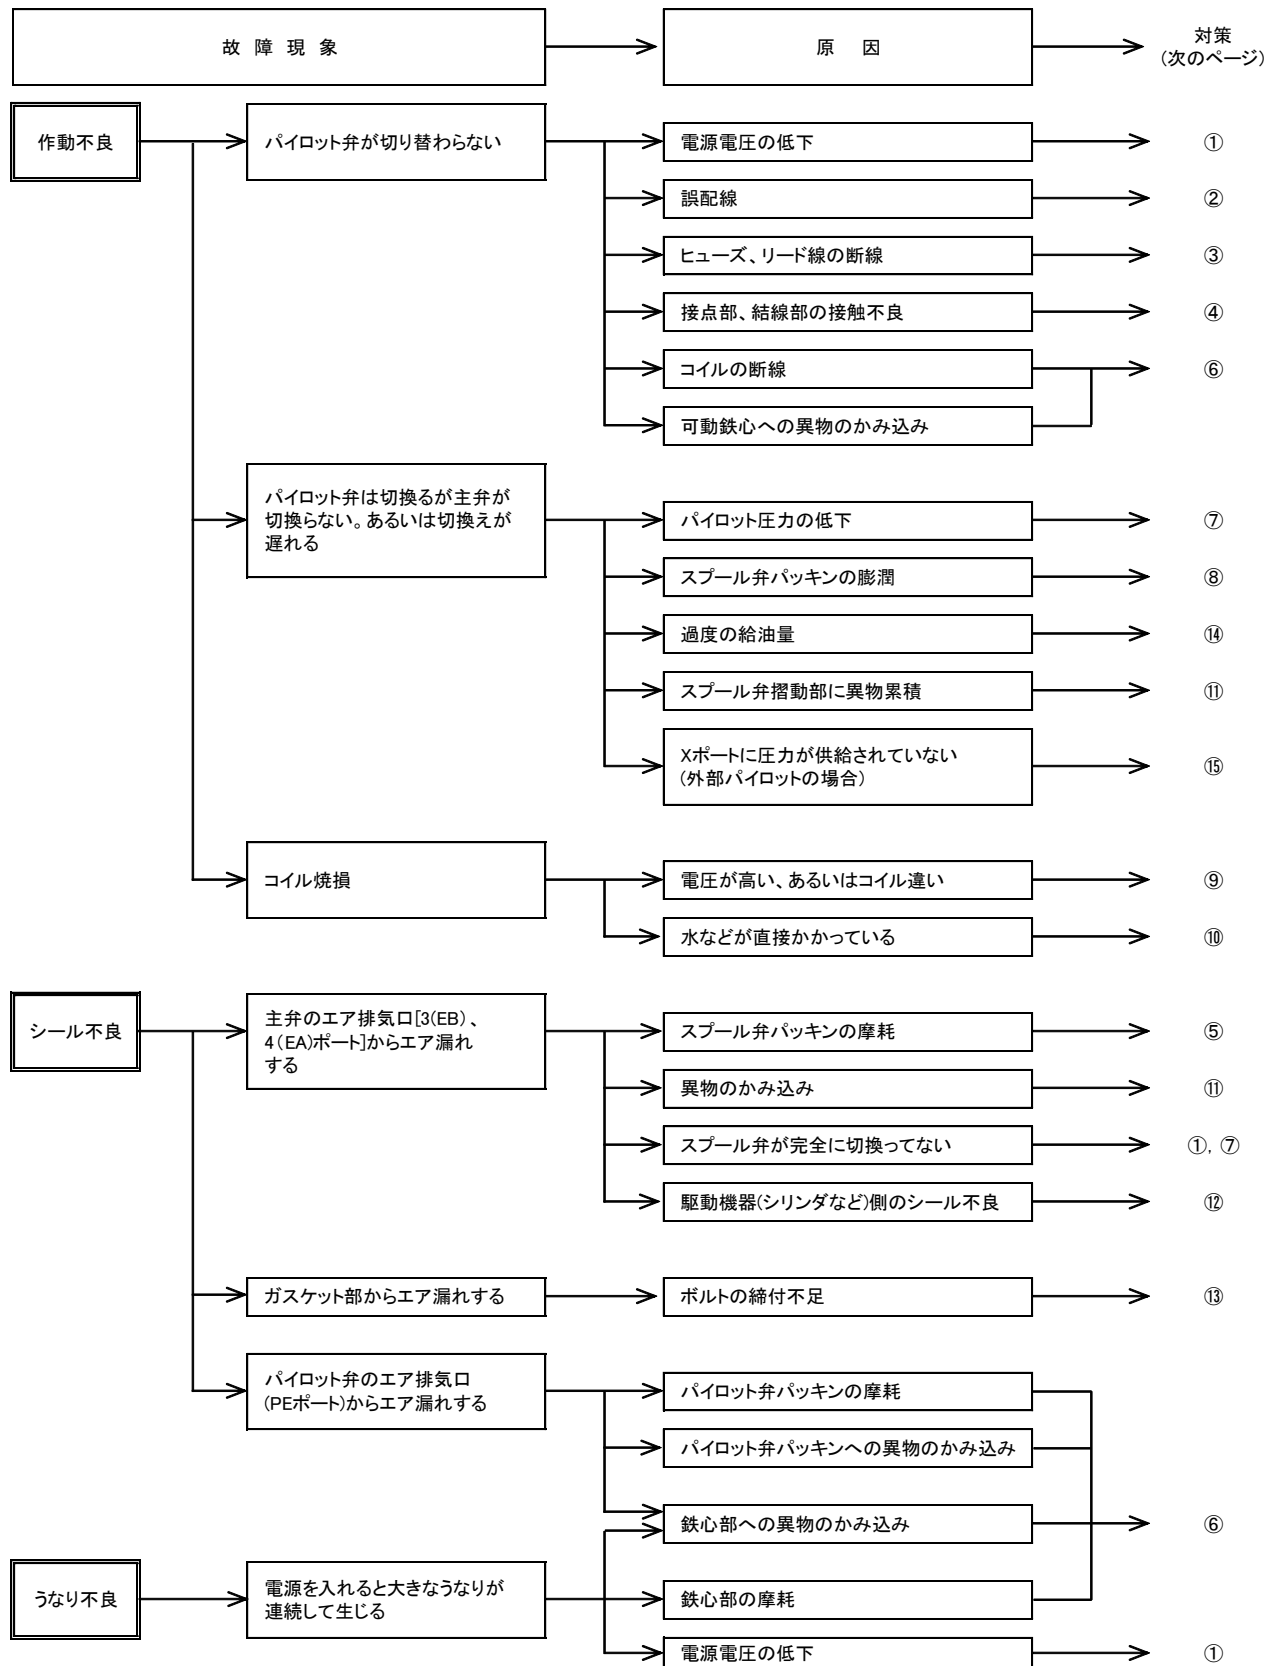 故 障 現 象
原 因
対策
(次のページ)
作動不良
パイロット弁が切り替わらない
電源電圧の低下
①
誤配線
②
ヒューズ、リード線の断線
③
接点部、結線部の接触不良
④
コイルの断線
⑥
可動鉄心への異物のかみ込み
パイロット弁は切換るが主弁が
切換らない。あるいは切換えが
遅れる
パイロット圧力の低下
⑦
スプール弁パッキンの膨潤
⑧
過度の給油量
⑭
スプール弁摺動部に異物累積
⑪
Xポートに圧力が供給されていない
(外部パイロットの場合)
⑮
コイル焼損
電圧が高い、あるいはコイル違い
⑨
水などが直接かかっている
⑩
シール不良
主弁のエア排気口[3(EB)、
4(EA)ポート]からエア漏れ
する
スプール弁パッキンの摩耗
⑤
異物のかみ込み
⑪
スプール弁が完全に切換ってない
①, ⑦
駆動機器(シリンダなど)側のシール不良
⑫
ガスケット部からエア漏れする
ボルトの締付不足
⑬
パイロット弁のエア排気口
(PEポート)からエア漏れする
パイロット弁パッキンの摩耗
パイロット弁パッキンへの異物のかみ込み
鉄心部への異物のかみ込み
⑥
うなり不良
電源を入れると大きなうなりが
連続して生じる
鉄心部の摩耗
電源電圧の低下
①